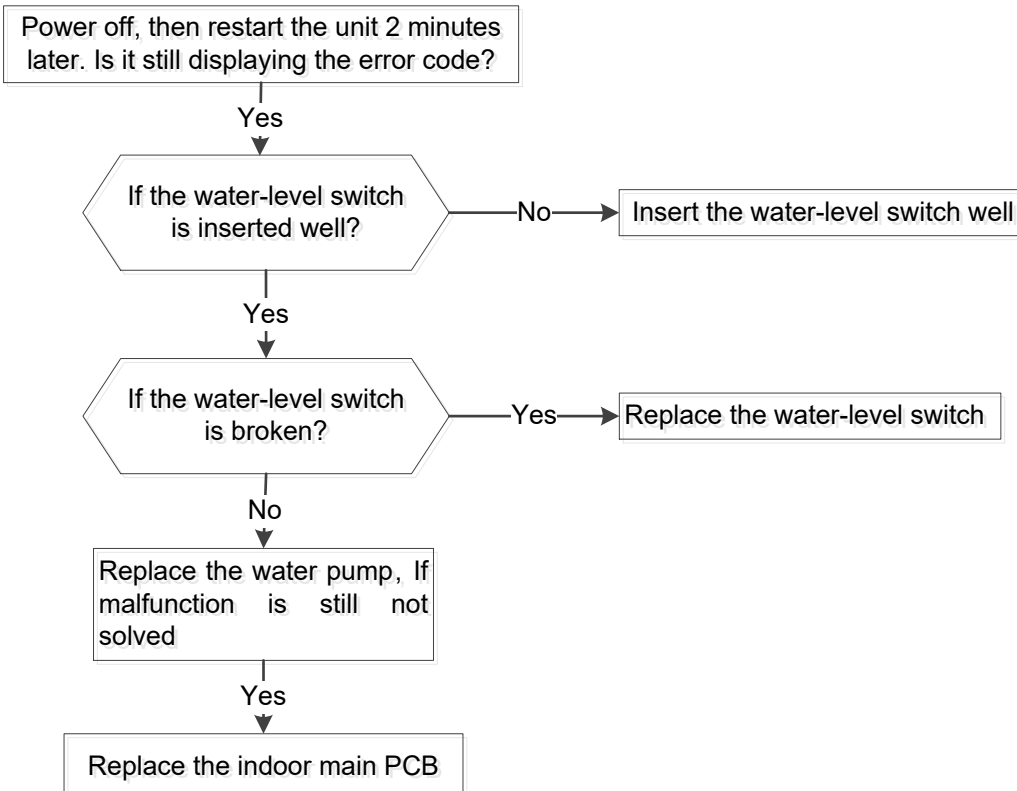 Power off, then restart the unit 2 minutes
later. Is it still displaying the error code?
Yes
If the water-level switch
is inserted well?
No
Insert the water-level switch well
Yes
If the water-level switch
is broken?
Yes
Replace the water-level switch
No
Replace the water pump, If
malfunction is still not
solved
Yes
Replace the indoor main PCB